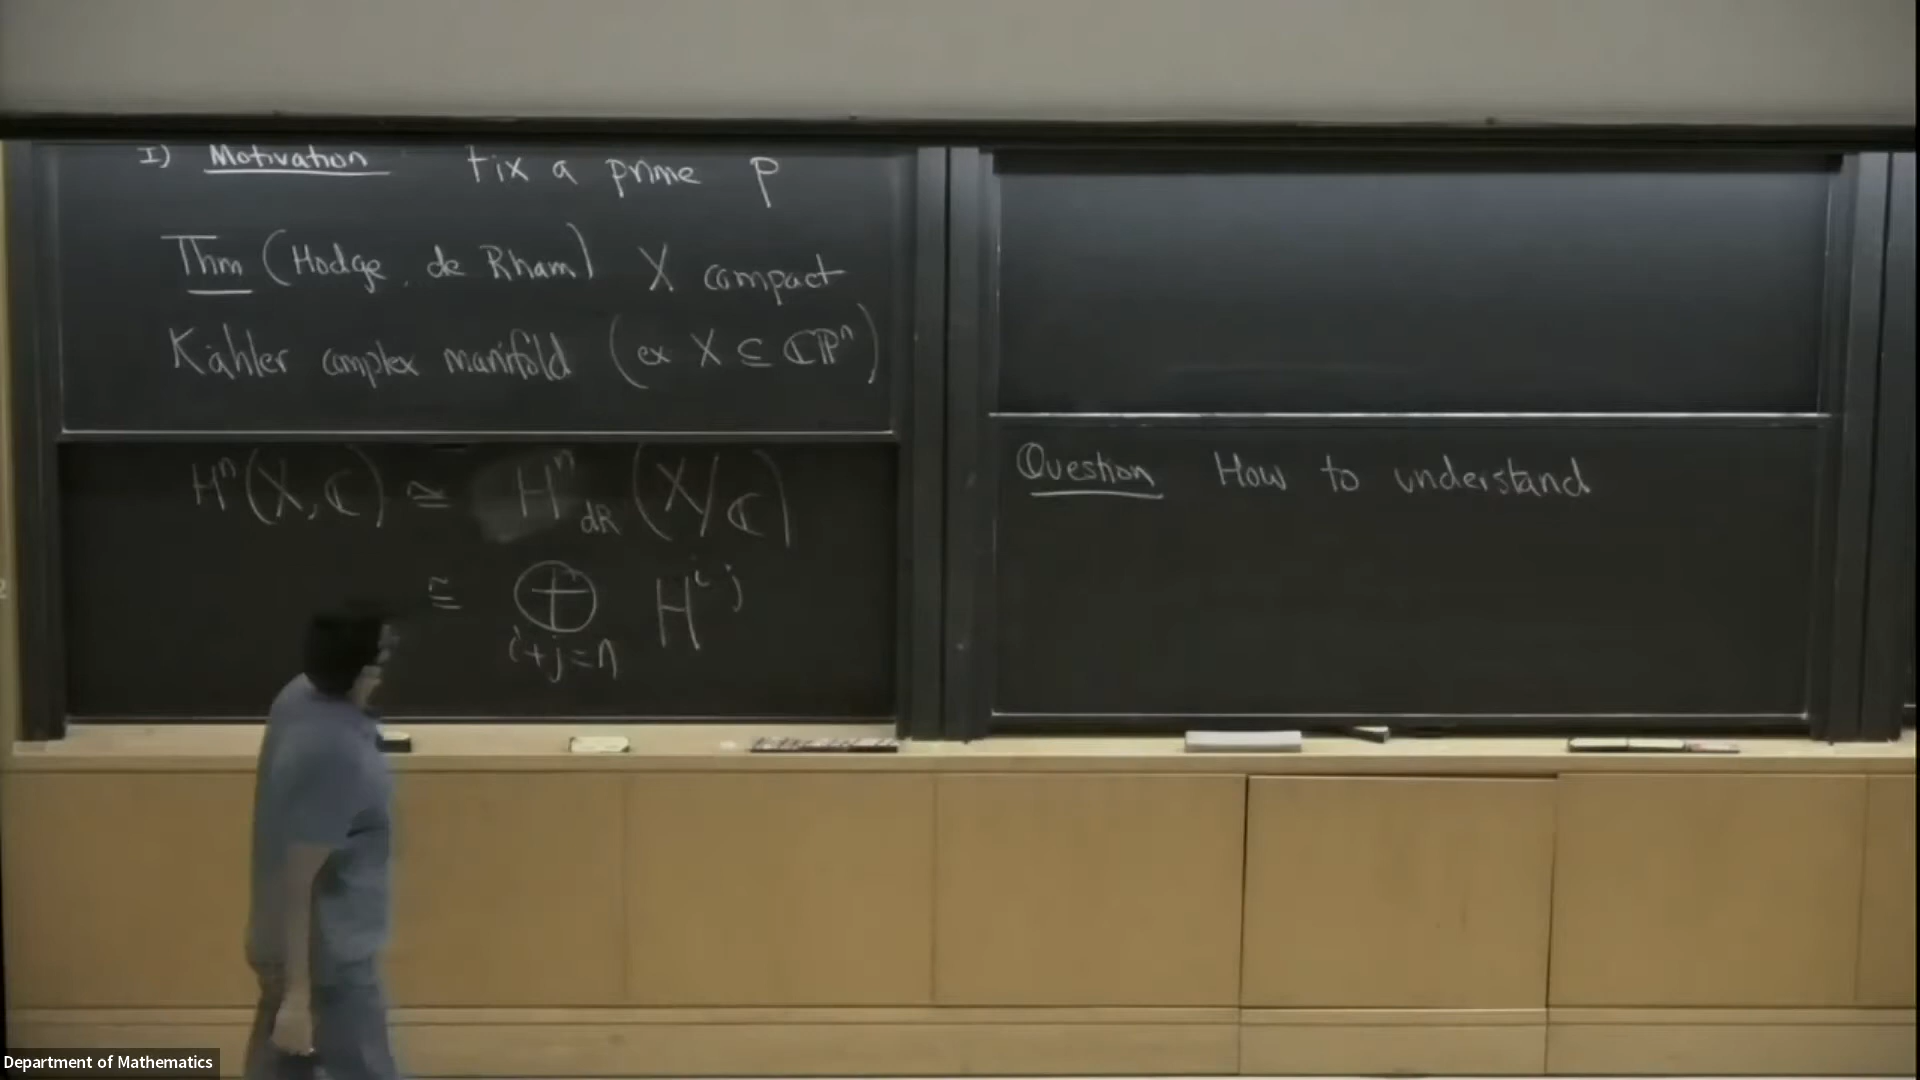 I) Motivation Fix a prime p
Thm (Hodge, de Rham) X compact
Kähler complex manifold (ex X ⊆ ℂℙⁿ)
Hⁿ(X, ℂ) ≅ Hⁿ_dR (X/ℂ)
≅ ⊕_{i+j=n} H^{i,j}
Question How to understand
Department of Mathematics